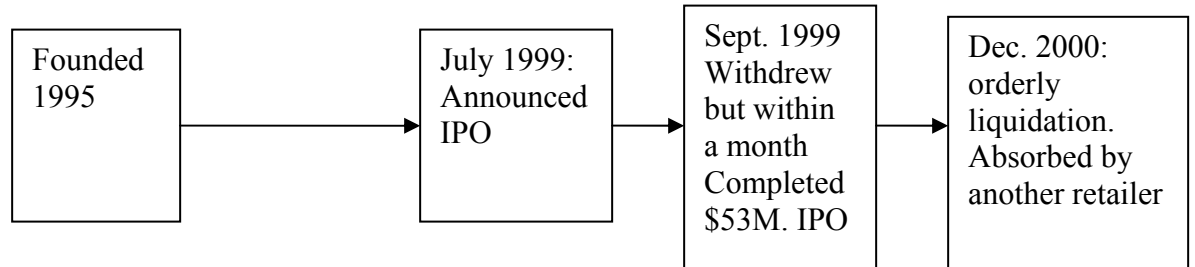 Founded
1995
July 1999:
Announced
IPO
Sept. 1999
Withdrew
but within
a month
Completed
$53M. IPO
Dec. 2000:
orderly
liquidation.
Absorbed by
another retailer